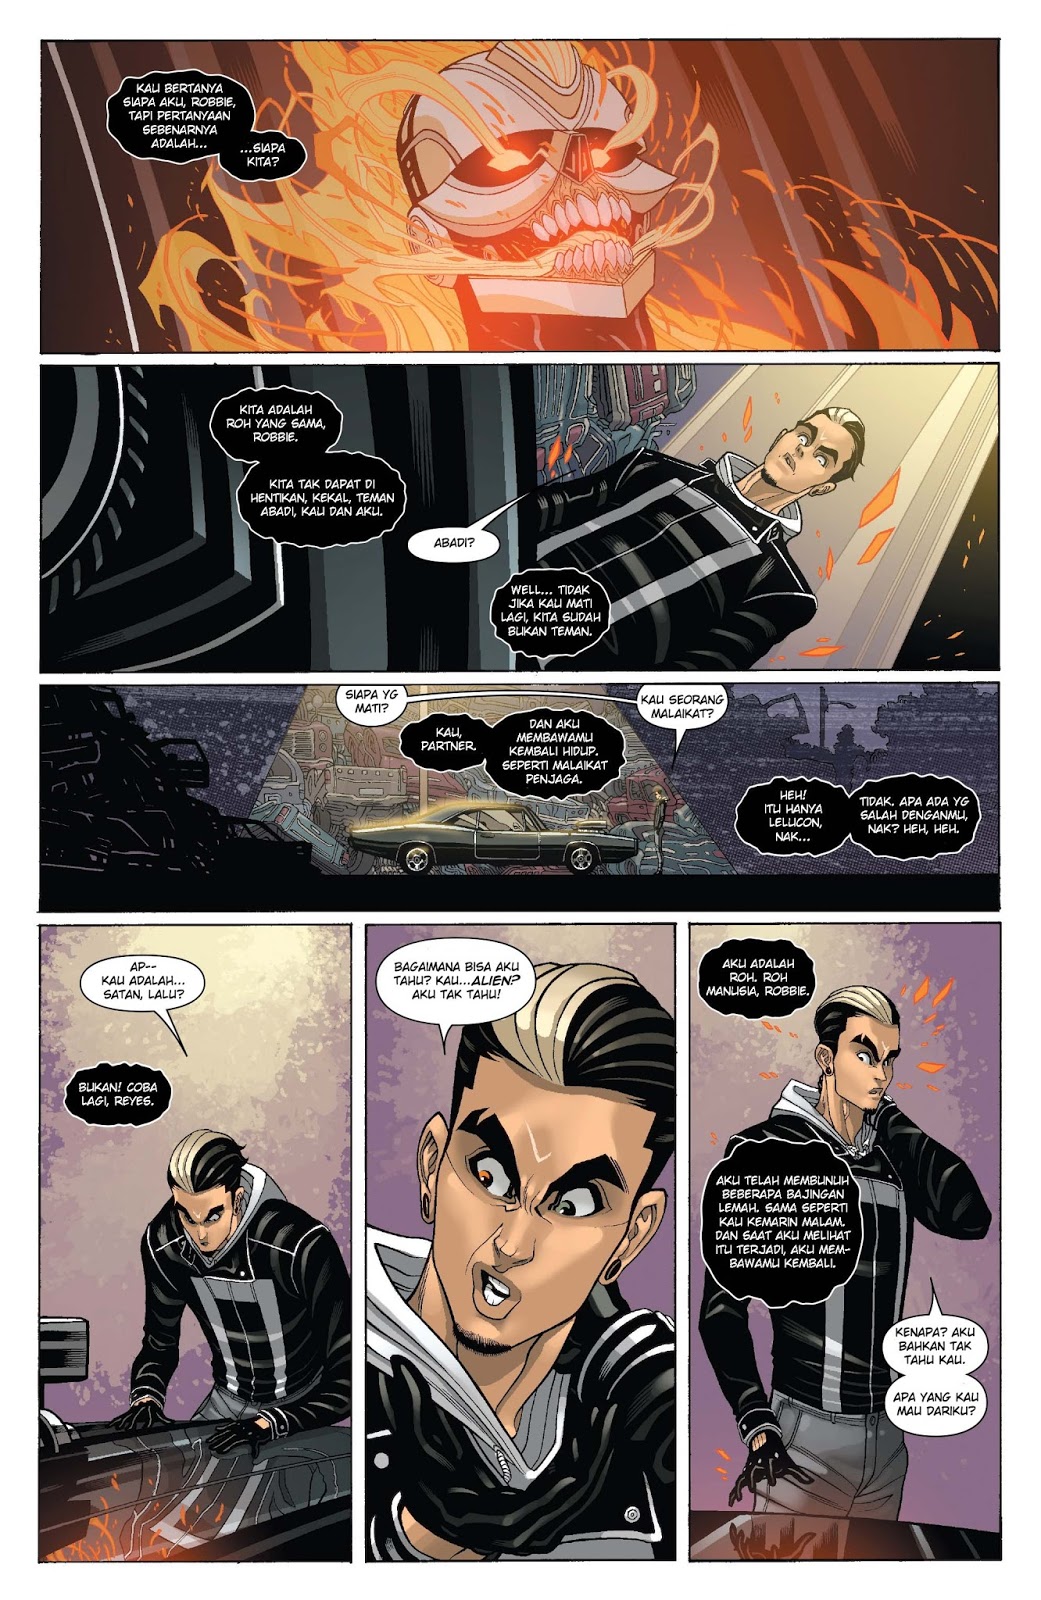 KAU BERTANYA
SIAPA AKU, ROBBIE,
TAPI PERTANYAAN
SEBENARNYA
ADALAH...
...SIAPA
KITA?
KITA ADALAH
ROH YANG SAMA,
ROBBIE.
KITA TAK DAPAT DI
HENTIKAN, KEKAL, TEMAN
ABADI, KAU DAN AKU.
ABADI?
WELL... TIDAK
JIKA KAU MATI
LAGI, KITA SUDAH
BUKAN TEMAN.
SIAPA YG
MATI?
KAU,
PARTNER.
DAN AKU
MEMBAWAMU
KEMBALI HIDUP.
SEPERTI MALAIKAT
PENJAGA.
KAU SEORANG
MALAIKAT?
HEH!
ITU HANYA
LELUCON,
NAK...
TIDAK. APA ADA YG
SALAH DENGANMU,
NAK? HEH, HEH.
AP--
KAU ADALAH...
SATAN, LALU?
BUKAN! COBA
LAGI, REYES.
BAGAIMANA BISA AKU
TAHU? KAU...ALIEN?
AKU TAK TAHU!
AKU ADALAH
ROH. ROH
MANUSIA, ROBBIE.
AKU TELAH MEMBUNUH
BEBERAPA BAJINGAN
LEMAH. SAMA SEPERTI
KAU KEMARIN MALAM.
DAN SAAT AKU MELIHAT
ITU TERJADI, AKU MEM-
BAWAMU KEMBALI.
KENAPA? AKU
BAHKAN TAK
TAHU KAU.
APA YANG KAU
MAU DARIKU?